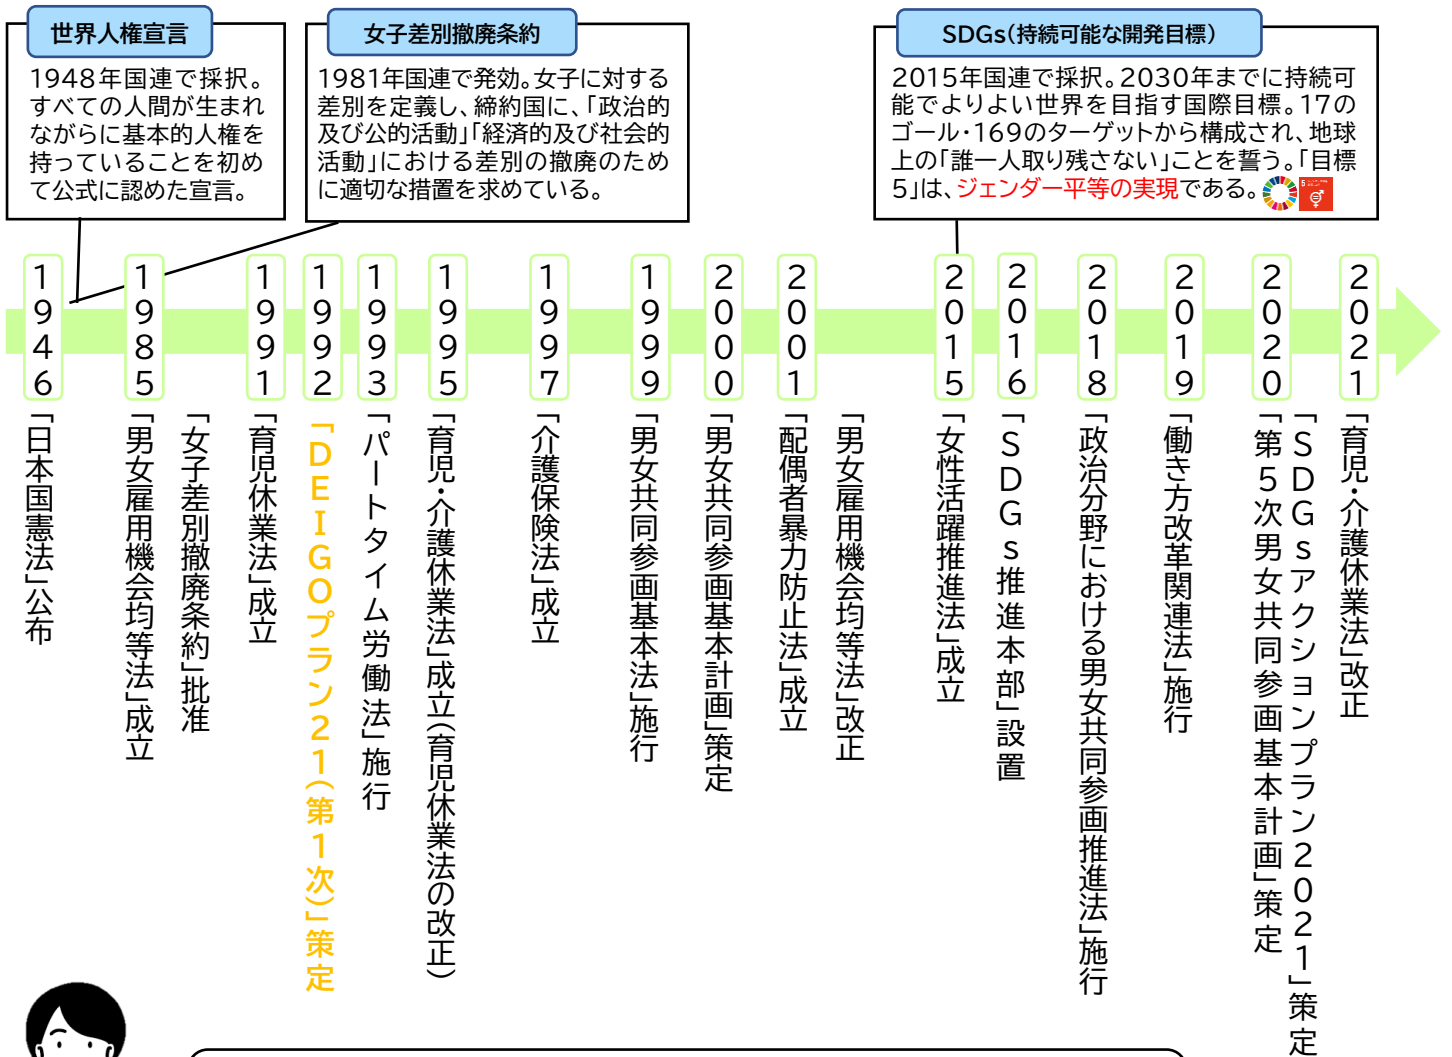 世界人権宣言
1948年国連で採択。
すべての人間が生まれ
ながらに基本的人権を
持っていることを初め
て公式に認めた宣言。
女子差別撤廃条約
1981年国連で発効。女子に対する
差別を定義し、締約国に、「政治的
及び公的活動」「経済的及び社会的
活動」における差別の撤廃のため
に適切な措置を求めている。
SDGs(持続可能な開発目標)
2015年国連で採択。2030年までに持続可
能でよりよい世界を目指す国際目標。17の
ゴール・169のターゲットから構成され、地球
上の「誰一人取り残さない」ことを誓う。「目標
5」は、ジェンダー平等の実現である。
1946
「日本国憲法」公布
1985
「男女雇用機会均等法」成立
「女子差別撤廃条約」批准
1991
「育児休業法」成立
1992
「DEIGOプラン21(第1次)」策定
1993
「パートタイム労働法」施行
1995
「育児・介護休業法」成立(育児休業法の改正)
1997
「介護保険法」成立
1999
「男女共同参画基本法」施行
2000
「男女共同参画基本計画」策定
2001
「配偶者暴力防止法」成立
「男女雇用機会均等法」改正
2015
「女性活躍推進法」成立
2016
「SDGs推進本部」設置
2018
「政治分野における男女共同参画推進法」施行
2019
「働き方改革関連法」施行
2020
「第5次男女共同参画基本計画」策定
「SDGsアクションプラン2021」策定
2021
「育児・介護休業法」改正